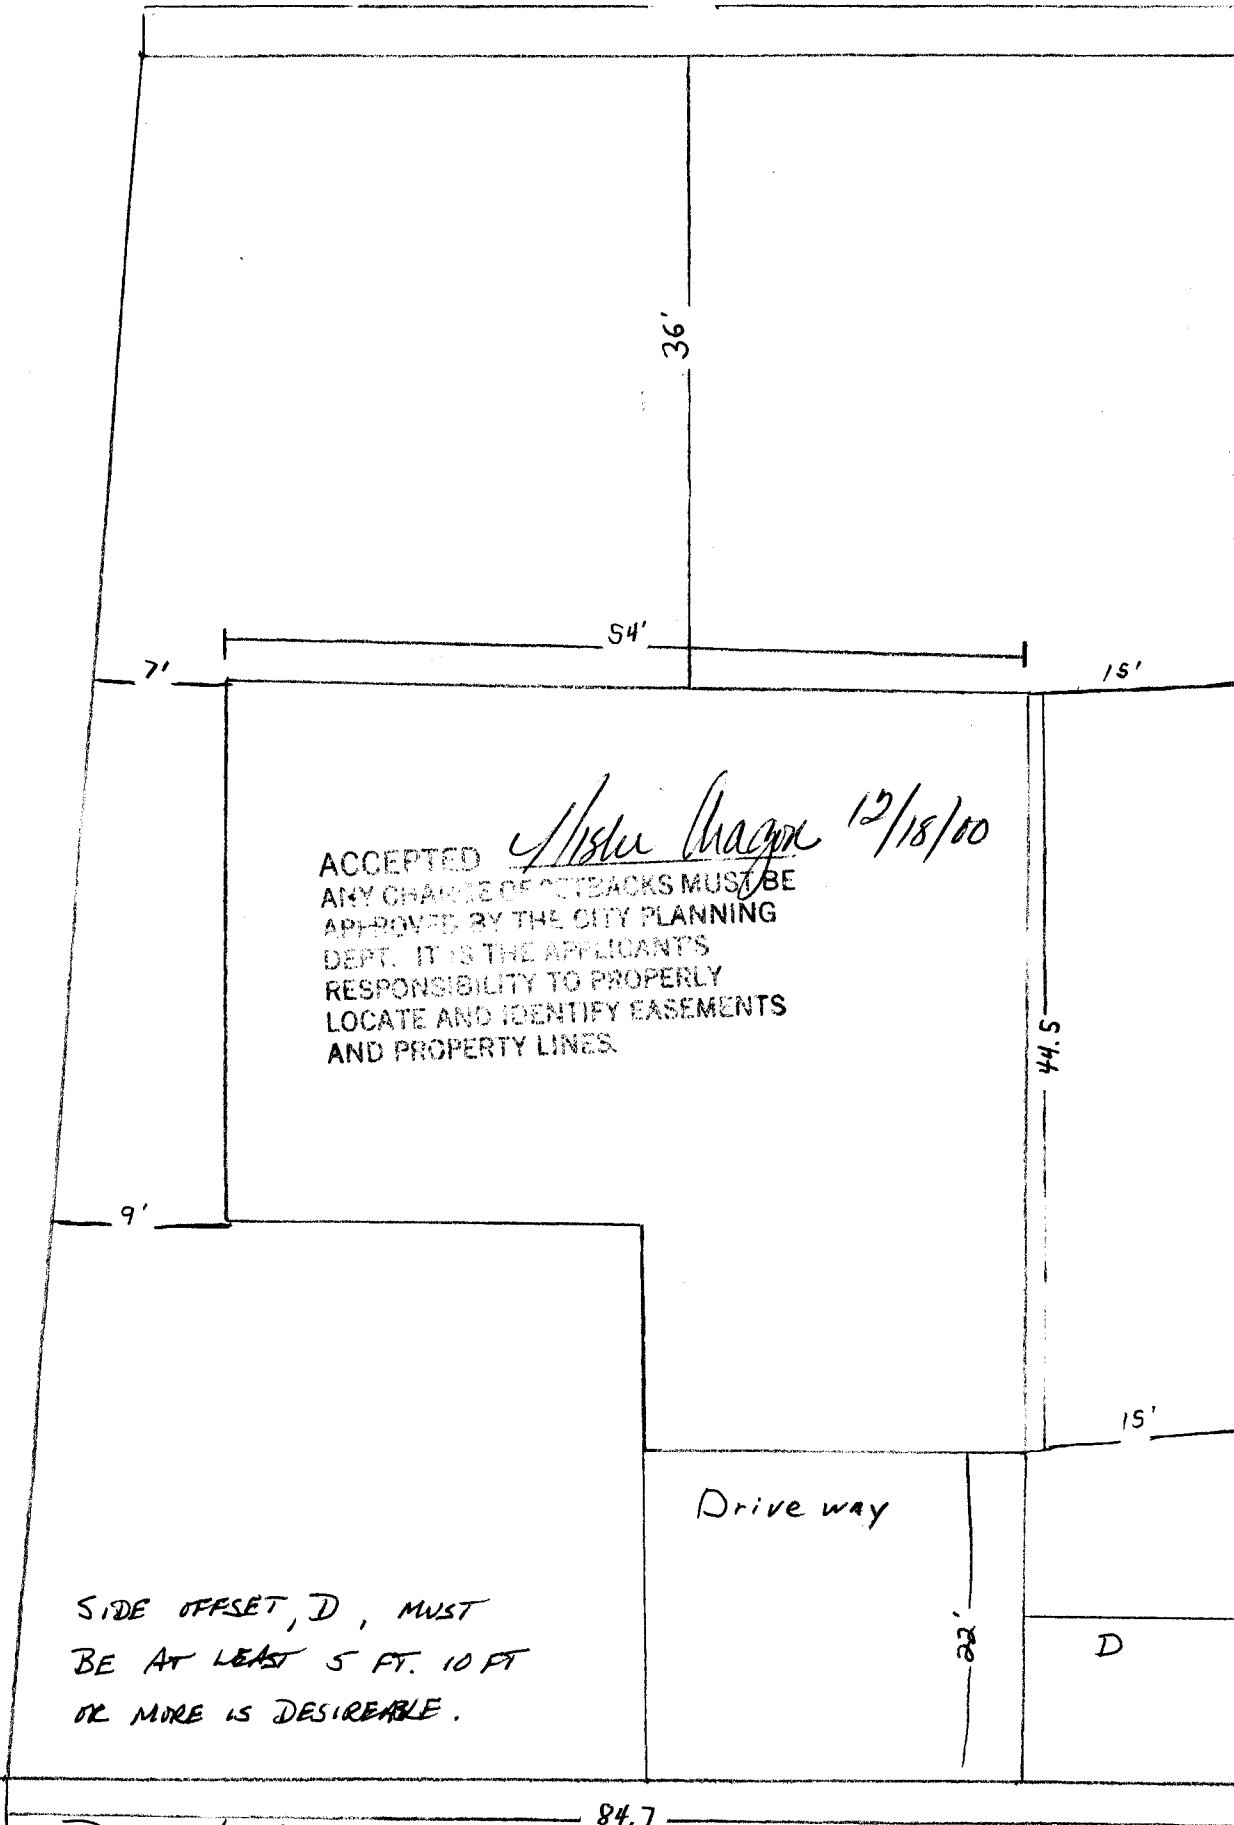 36'
54'
7'
15'
ACCEPTED 12/18/00
ANY CHANGE OF SETBACKS MUST BE
APPROVED BY THE CITY PLANNING
DEPT. IT IS THE APPLICANT'S
RESPONSIBILITY TO PROPERLY
LOCATE AND IDENTIFY EASEMENTS
AND PROPERTY LINES.
44.5
9'
15'
Drive way
SIDE OFFSET, D, MUST
BE AT LEAST 5 FT. 10 FT
OR MORE IS DESIREABLE.
22'
D
84.7